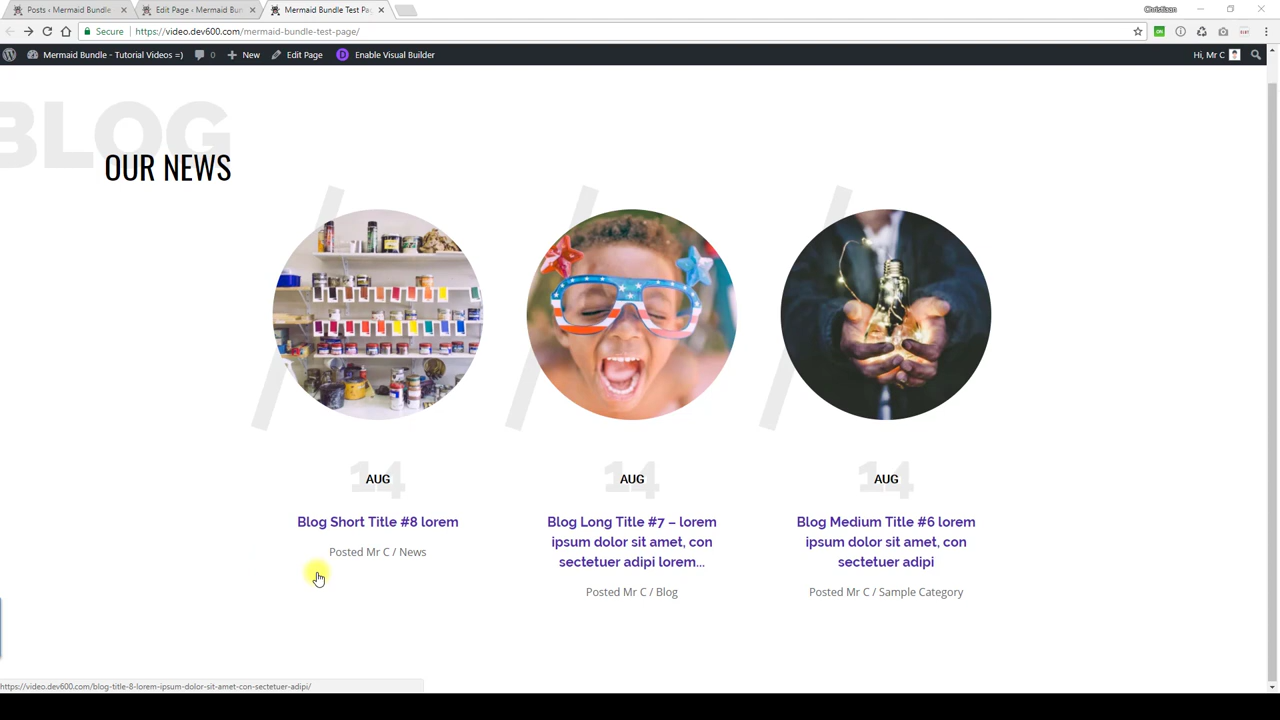 Posts ‹ Mermaid Bundle
Edit Page ‹ Mermaid Bun
Mermaid Bundle Test Pa
Christiaan
Secure
https://video.dev600.com/mermaid-bundle-test-page/
Mermaid Bundle - Tutorial Videos =)
0
New
Edit Page
D
Enable Visual Builder
Hi, Mr C
BLOG
OUR NEWS
14
AUG
14
AUG
14
AUG
Blog Short Title #8 lorem
Posted Mr C / News
Blog Long Title #7 – lorem
ipsum dolor sit amet, con
sectetuer adipi lorem...
Posted Mr C / Blog
Blog Medium Title #6 lorem
ipsum dolor sit amet, con
sectetuer adipi
Posted Mr C / Sample Category
https://video.dev600.com/blog-title-8-lorem-ipsum-dolor-sit-amet-con-sectetuer-adipi/